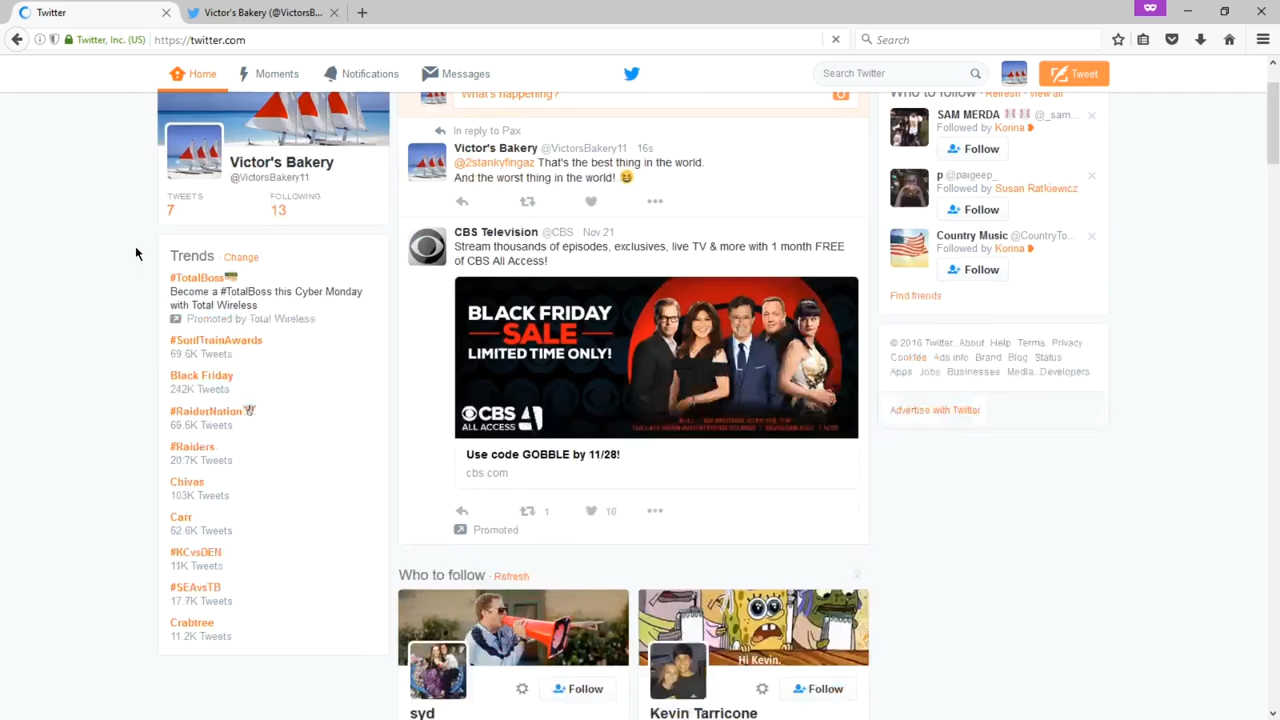 Twitter
Victor's Bakery (@VictorsB...
Twitter, Inc. (US)
https://twitter.com
Search
Home
Moments
Notifications
Messages
Search Twitter
Tweet
TWEETS
7
FOLLOWING
13
Victor's Bakery
@VictorsBakery11
Trends · Change
#TotalBoss
Become a #TotalBoss this Cyber Monday
with Total Wireless
Promoted by Total Wireless
#SoulTrainAwards
69.6K Tweets
Black Friday
242K Tweets
#RaiderNation
69.6K Tweets
#Raiders
20.7K Tweets
Chivas
103K Tweets
Carr
62.6K Tweets
#KCvsDEN
11K Tweets
#SEAvsTB
17.7K Tweets
Crabtree
11.2K Tweets
What's happening?
In reply to Pax
Victor's Bakery @VictorsBakery11 · 16s
@2stankyfingaz That's the best thing in the world.
And the worst thing in the world!
CBS Television @CBS · Nov 21
Stream thousands of episodes, exclusives, live TV & more with 1 month FREE
of CBS All Access!
BLACK FRIDAY
SALE
LIMITED TIME ONLY!
CBS
ALL ACCESS
Use code GOBBLE by 11/28!
cbs.com
1
10
Promoted
Who to follow · Refresh
Hi Kevin.
Follow
Follow
syd
Kevin Tarricone
Who to follow · Refresh · View all
SAM MERDA @_sam...
Followed by Korina
Follow
p @paigeep_
Followed by Susan Ratkiewicz
Follow
Country Music @CountryTo...
Followed by Korina
Follow
Find friends
© 2016 Twitter About Help Terms Privacy
Cookies Ads info Brand Blog Status
Apps Jobs Businesses Media Developers
Advertise with Twitter